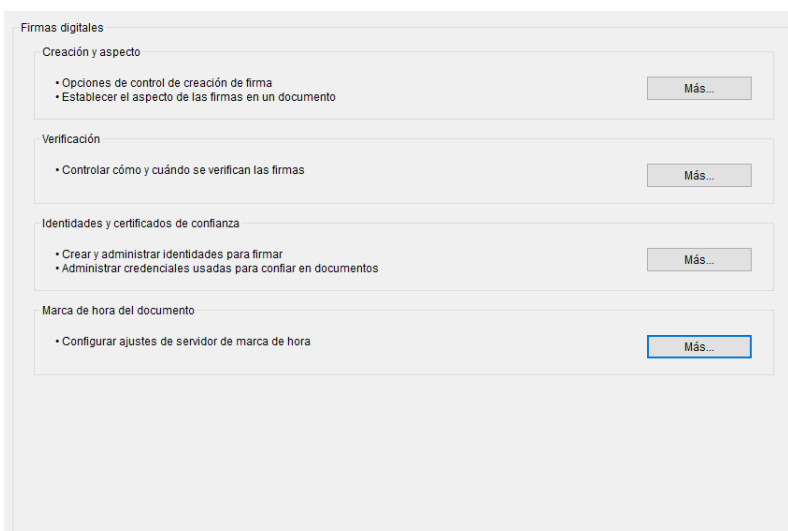 Firmas digitales
Creación y aspecto
• Opciones de control de creación de firma
• Establecer el aspecto de las firmas en un documento
Más...
Verificación
• Controlar cómo y cuándo se verifican las firmas
Más...
Identidades y certificados de confianza
• Crear y administrar identidades para firmar
• Administrar credenciales usadas para confiar en documentos
Más...
Marca de hora del documento
• Configurar ajustes de servidor de marca de hora
Más...